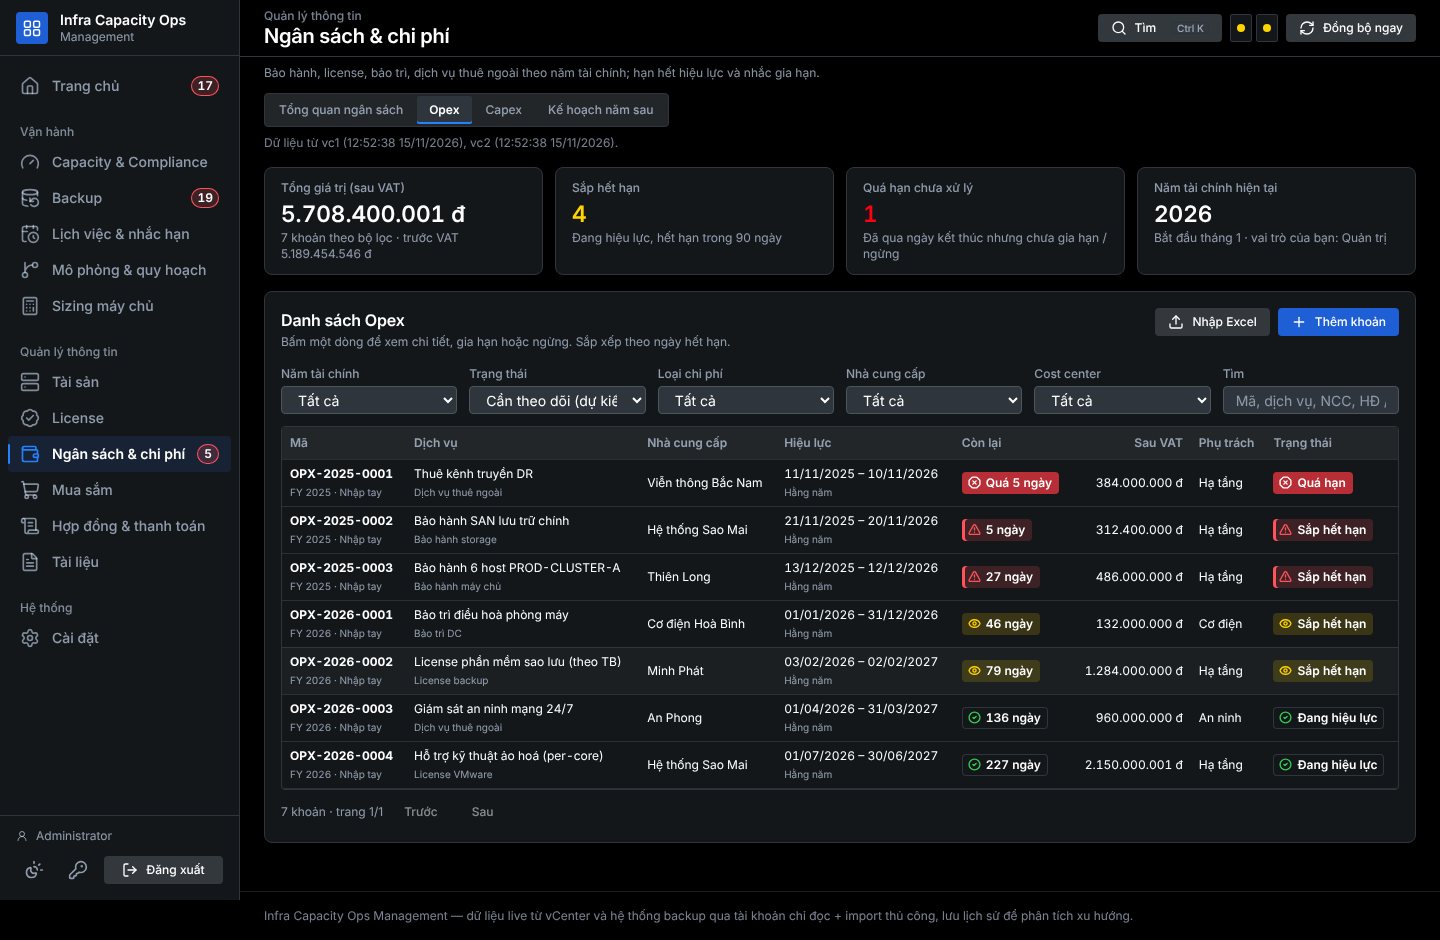 Infra Capacity Ops
Management
Trang chủ 17
Vận hành
Capacity & Compliance
Backup 19
Lịch việc & nhắc hạn
Mô phỏng & quy hoạch
Sizing máy chủ
Quản lý thông tin
Tài sản
License
Ngân sách & chi phí 5
Mua sắm
Hợp đồng & thanh toán
Tài liệu
Hệ thống
Cài đặt
Administrator
Đăng xuất
Quản lý thông tin
Ngân sách & chi phí
Tìm Ctrl K
Đồng bộ ngay
Bảo hành, license, bảo trì, dịch vụ thuê ngoài theo năm tài chính; hạn hết hiệu lực và nhắc gia hạn.
Tổng quan ngân sách Opex Capex Kế hoạch năm sau
Dữ liệu từ vc1 (12:52:38 15/11/2026), vc2 (12:52:38 15/11/2026).
Tổng giá trị (sau VAT)
5.708.400.001 đ
7 khoản theo bộ lọc · trước VAT
5.189.454.546 đ
Sắp hết hạn
4
Đang hiệu lực, hết hạn trong 90 ngày
Quá hạn chưa xử lý
1
Đã qua ngày kết thúc nhưng chưa gia hạn /
ngừng
Năm tài chính hiện tại
2026
Bắt đầu tháng 1 · vai trò của bạn: Quản trị
Danh sách Opex
Bấm một dòng để xem chi tiết, gia hạn hoặc ngừng. Sắp xếp theo ngày hết hạn.
Nhập Excel
Thêm khoản
Năm tài chính Trạng thái Loại chi phí Nhà cung cấp Cost center Tìm
Tất cả Cần theo dõi (dự kiế Tất cả Tất cả Tất cả Mã, dịch vụ, NCC, HĐ
Mã Dịch vụ Nhà cung cấp Hiệu lực Còn lại Sau VAT Phụ trách Trạng thái
OPX-2025-0001 Thuê kênh truyền DR Viễn thông Bắc Nam 11/11/2025 – 10/11/2026 Quá 5 ngày 384.000.000 đ Hạ tầng Quá hạn
FY 2025 · Nhập tay Dịch vụ thuê ngoài Hằng năm
OPX-2025-0002 Bảo hành SAN lưu trữ chính Hệ thống Sao Mai 21/11/2025 – 20/11/2026 5 ngày 312.400.000 đ Hạ tầng Sắp hết hạn
FY 2025 · Nhập tay Bảo hành storage Hằng năm
OPX-2025-0003 Bảo hành 6 host PROD-CLUSTER-A Thiên Long 13/12/2025 – 12/12/2026 27 ngày 486.000.000 đ Hạ tầng Sắp hết hạn
FY 2025 · Nhập tay Bảo hành máy chủ Hằng năm
OPX-2026-0001 Bảo trì điều hoà phòng máy Cơ điện Hoà Bình 01/01/2026 – 31/12/2026 46 ngày 132.000.000 đ Cơ điện Sắp hết hạn
FY 2026 · Nhập tay Bảo trì DC Hằng năm
OPX-2026-0002 License phần mềm sao lưu (theo TB) Minh Phát 03/02/2026 – 02/02/2027 79 ngày 1.284.000.000 đ Hạ tầng Sắp hết hạn
FY 2026 · Nhập tay License backup Hằng năm
OPX-2026-0003 Giám sát an ninh mạng 24/7 An Phong 01/04/2026 – 31/03/2027 136 ngày 960.000.000 đ An ninh Đang hiệu lực
FY 2026 · Nhập tay Dịch vụ thuê ngoài Hằng năm
OPX-2026-0004 Hỗ trợ kỹ thuật ảo hoá (per-core) Hệ thống Sao Mai 01/07/2026 – 30/06/2027 227 ngày 2.150.000.001 đ Hạ tầng Đang hiệu lực
FY 2026 · Nhập tay License VMware Hằng năm
7 khoản · trang 1/1 Trước Sau
Infra Capacity Ops Management — dữ liệu live từ vCenter và hệ thống backup qua tài khoản chỉ đọc + import thủ công, lưu lịch sử để phân tích xu hướng.